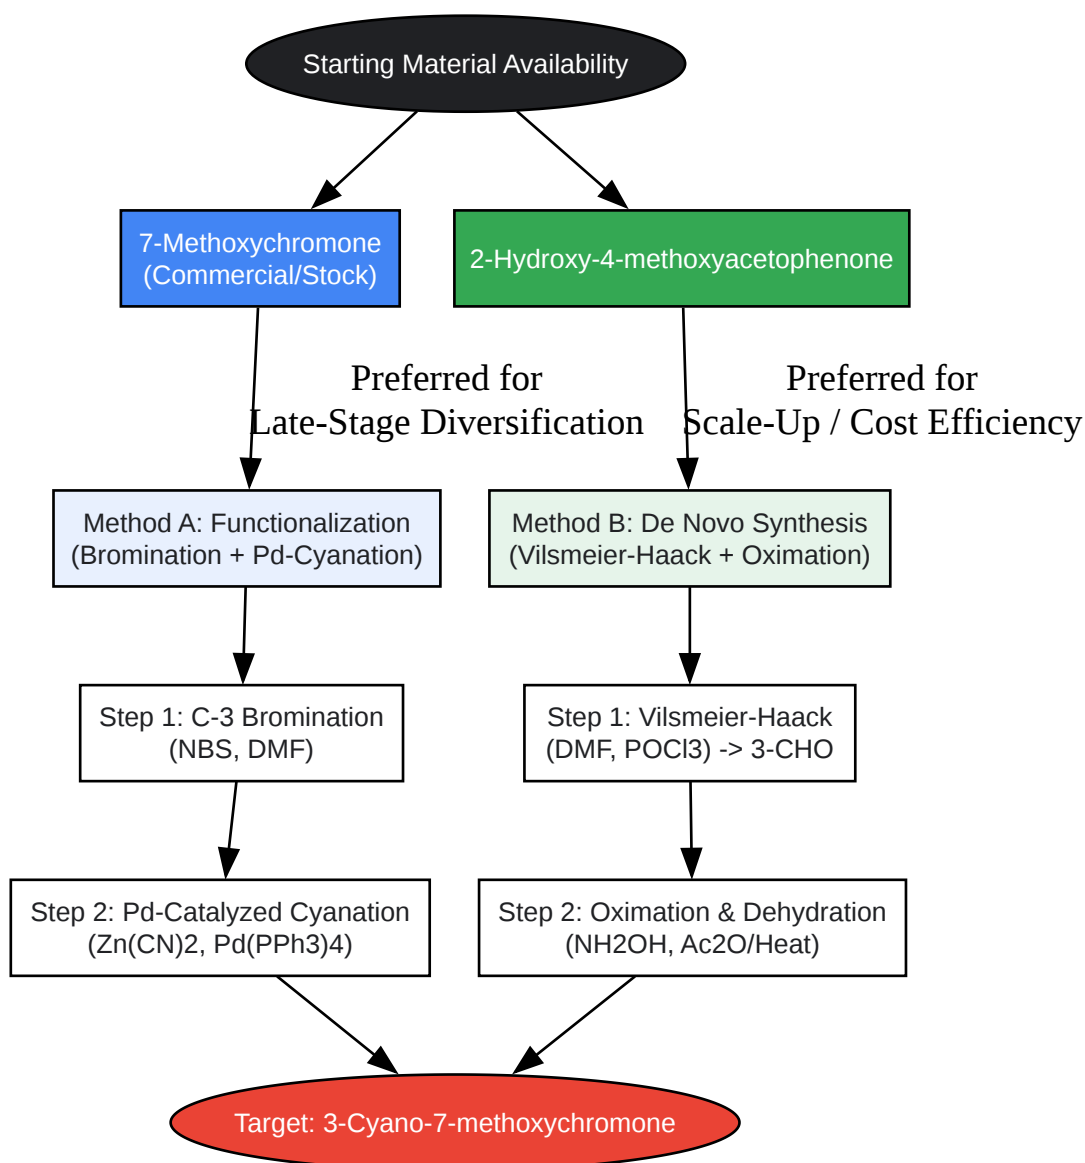 Starting Material Availability
7-Methoxychromone
(Commercial/Stock)
2-Hydroxy-4-methoxyacetophenone
Preferred for
Late-Stage Diversification
Preferred for
Scale-Up / Cost Efficiency
Method A: Functionalization
(Bromination + Pd-Cyanation)
Method B: De Novo Synthesis
(Vilsmeier-Haack + Oximation)
Step 1: C-3 Bromination
(NBS, DMF)
Step 1: Vilsmeier-Haack
(DMF, POCl3) -> 3-CHO
Step 2: Pd-Catalyzed Cyanation
(Zn(CN)2, Pd(PPh3)4)
Step 2: Oximation & Dehydration
(NH2OH, Ac2O/Heat)
Target: 3-Cyano-7-methoxychromone